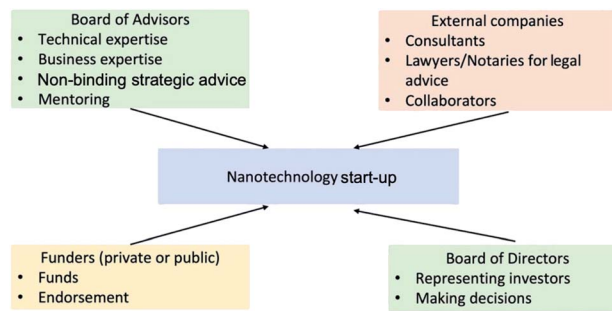 Board of Advisors
• Technical expertise
• Business expertise
• Non-binding strategic advice
• Mentoring
External companies
• Consultants
• Lawyers/Notaries for legal
advice
• Collaborators
Nanotechnology start-up
Funders (private or public)
• Funds
• Endorsement
Board of Directors
• Representing investors
• Making decisions